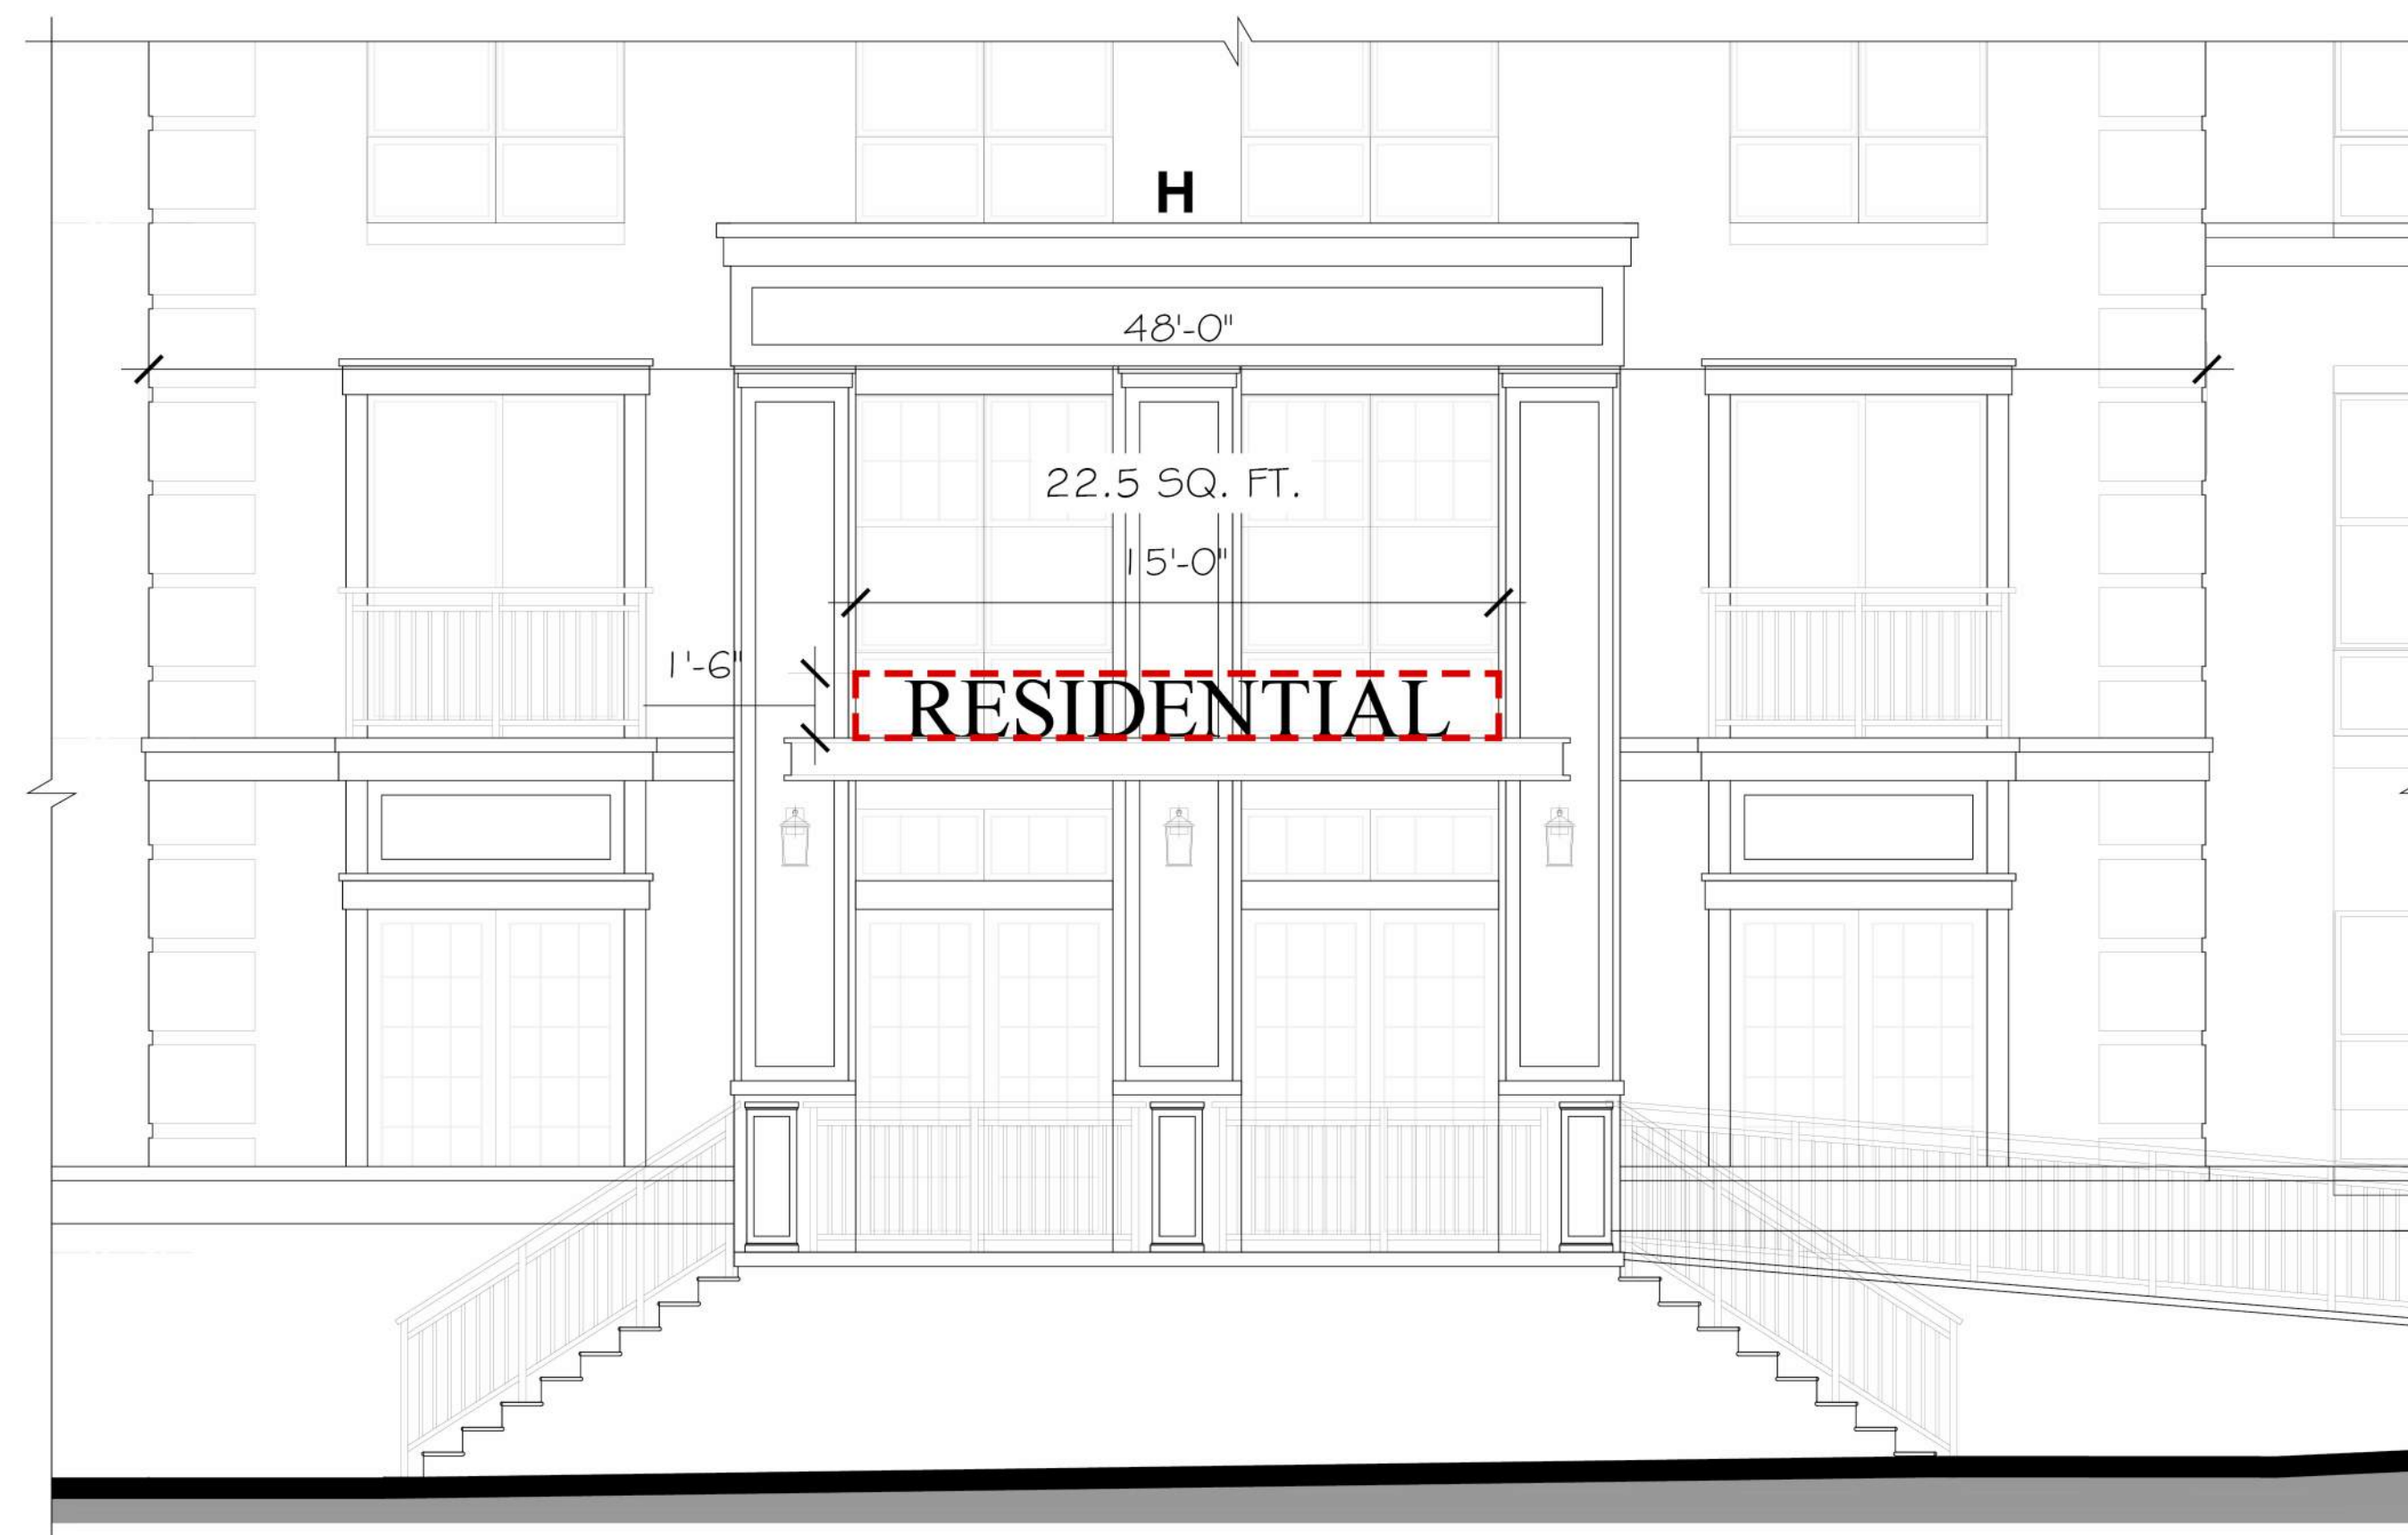 H
48'-0"
22.5 SQ. FT.
15'-0"
1'-6"
RESIDENTIAL